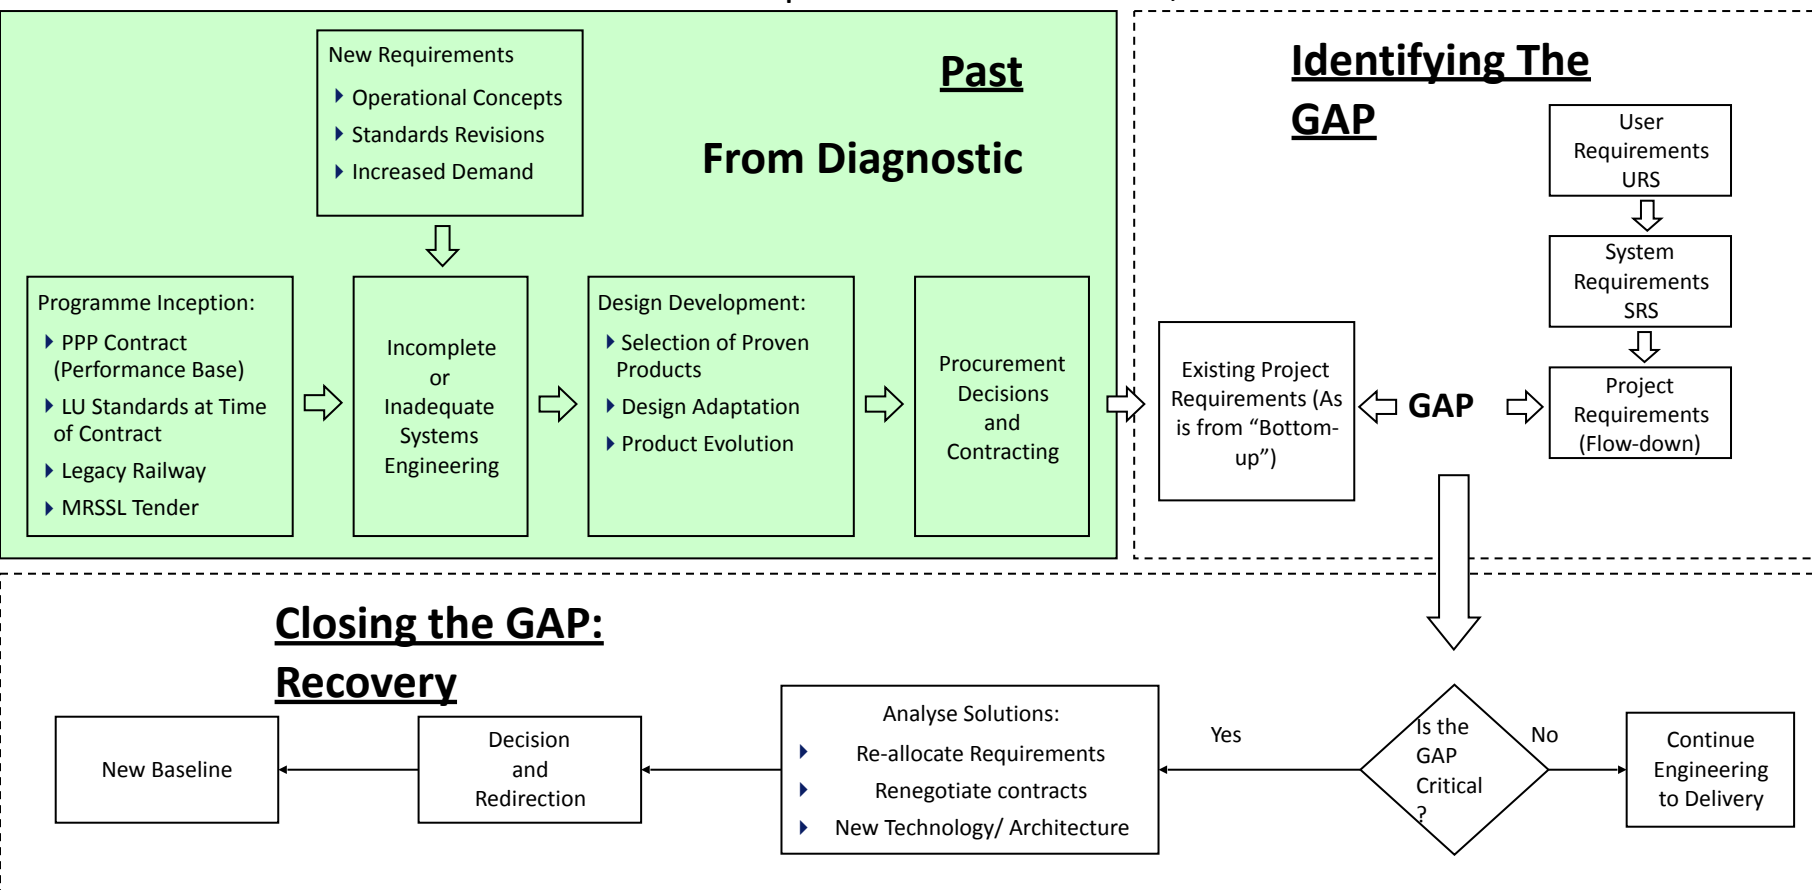 Past
From Diagnostic
New Requirements
Operational Concepts
Standards Revisions
Increased Demand
Programme Inception:
PPP Contract
(Performance Base)
LU Standards at Time
of Contract
Legacy Railway
MRSSL Tender
Incomplete
or
Inadequate
Systems
Engineering
Design Development:
Selection of Proven
Products
Design Adaptation
Product Evolution
Procurement
Decisions
and
Contracting
Identifying The
GAP
User
Requirements
URS
System
Requirements
SRS
Existing Project
Requirements (As
is from “Bottom-
up”)
GAP
Project
Requirements
(Flow-down)
Closing the GAP:
Recovery
New Baseline
Decision
and
Redirection
Analyse Solutions:
Re-allocate Requirements
Renegotiate contracts
New Technology/ Architecture
Yes
Is the
GAP
Critical
?
No
Continue
Engineering
to Delivery